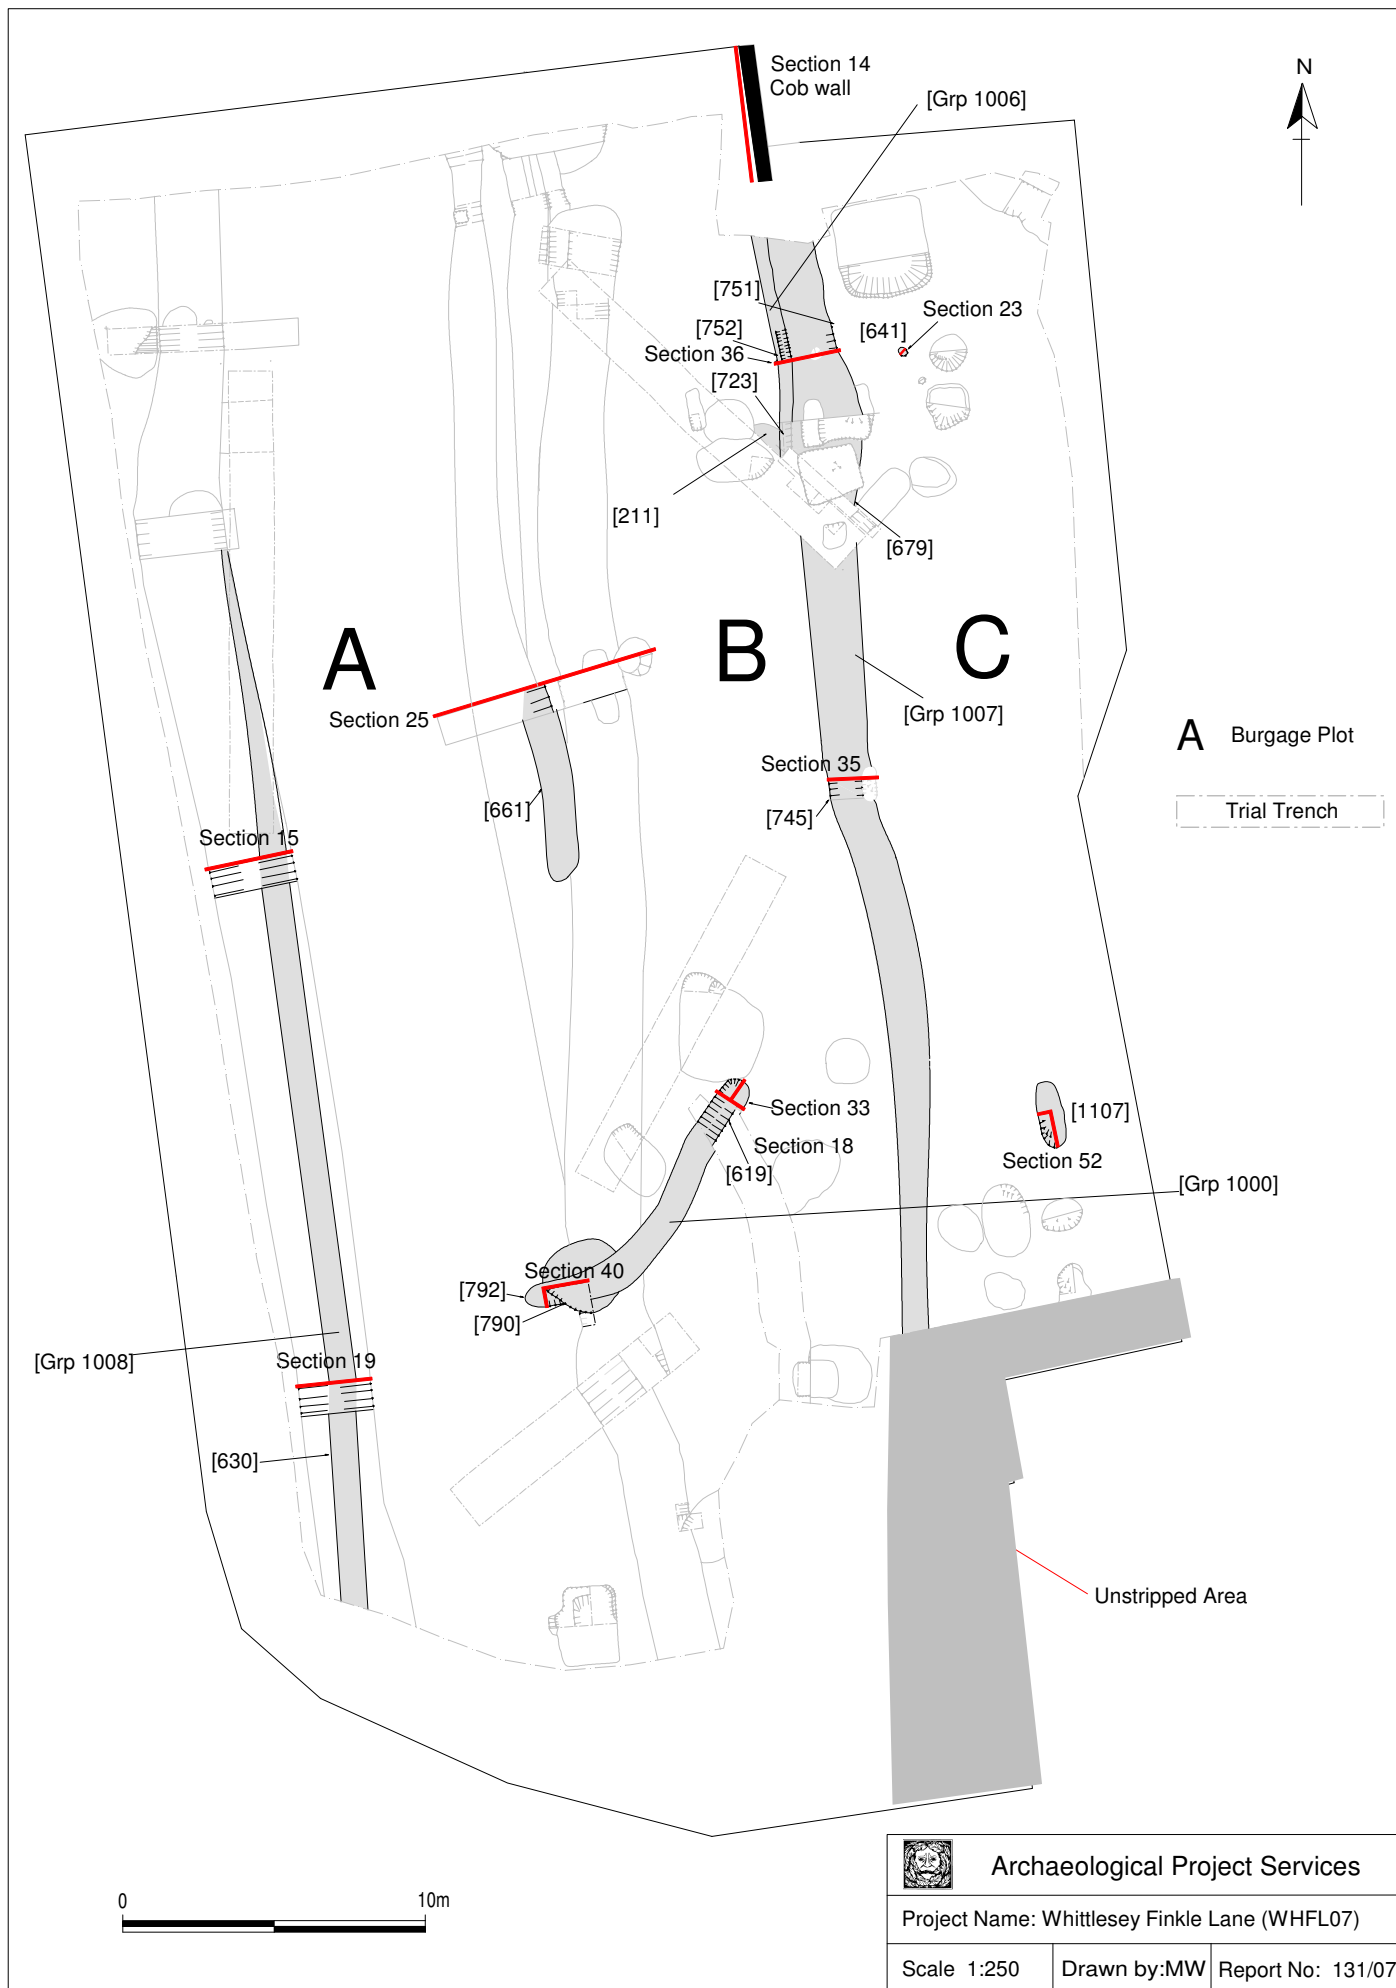 Section 14
Cob wall
[Grp 1006]
N
[751]
[752]
Section 36
[723]
[641]
Section 23
[211]
[679]
A
B
C
Section 25
[Grp 1007]
A Burgage Plot
Section 35
[661]
[745]
Trial Trench
Section 15
Section 33
[1107]
Section 18
[619]
Section 52
[Grp 1000]
Section 40
[792]
[790]
[Grp 1008]
Section 19
[630]
Unstripped Area
0 10m
Archaeological Project Services
Project Name: Whittlesey Finkle Lane (WHFL07)
Scale 1:250
Drawn by:MW
Report No: 131/07